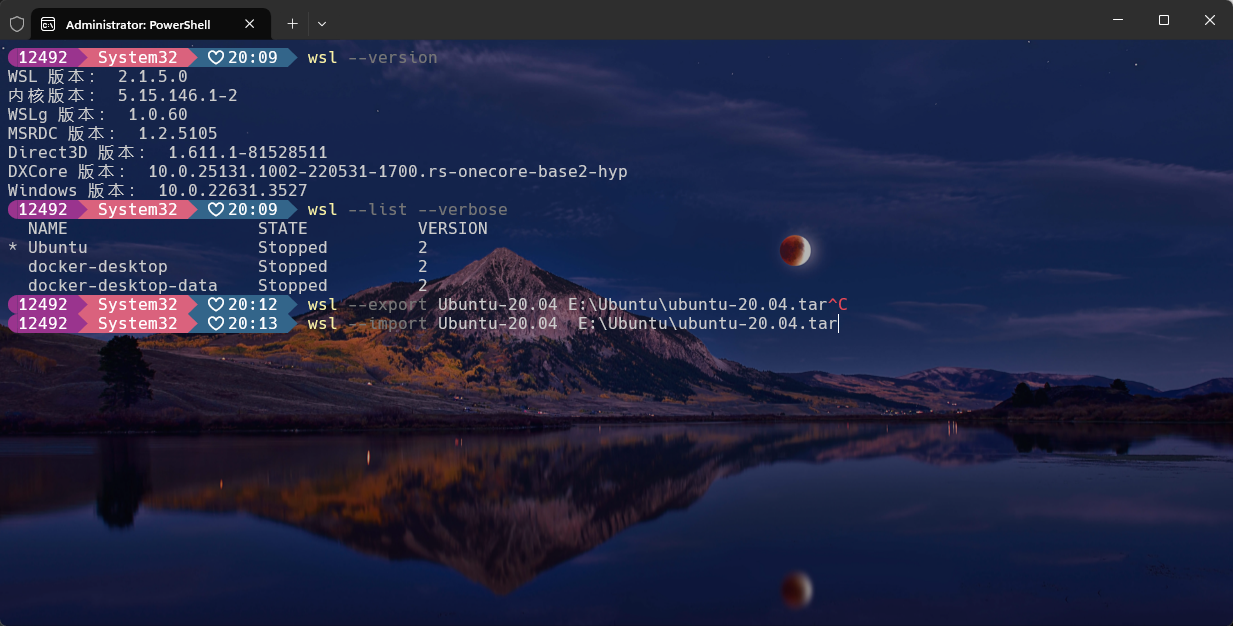 Administrator: PowerShell
12492 System32 ♡ 20:09 wsl --version
WSL 版本： 2.1.5.0
内核版本： 5.15.146.1-2
WSLg 版本： 1.0.60
MSRDC 版本： 1.2.5105
Direct3D 版本： 1.611.1-81528511
DXCore 版本： 10.0.25131.1002-220531-1700.rs-onecore-base2-hyp
Windows 版本： 10.0.22631.3527
12492 System32 ♡ 20:09 wsl --list --verbose
NAME STATE VERSION
* Ubuntu Stopped 2
docker-desktop Stopped 2
docker-desktop-data Stopped 2
12492 System32 ♡ 20:12 wsl --export Ubuntu-20.04 E:\Ubuntu\ubuntu-20.04.tar^C
12492 System32 ♡ 20:13 wsl --import Ubuntu-20.04  E:\Ubuntu\ubuntu-20.04.tar